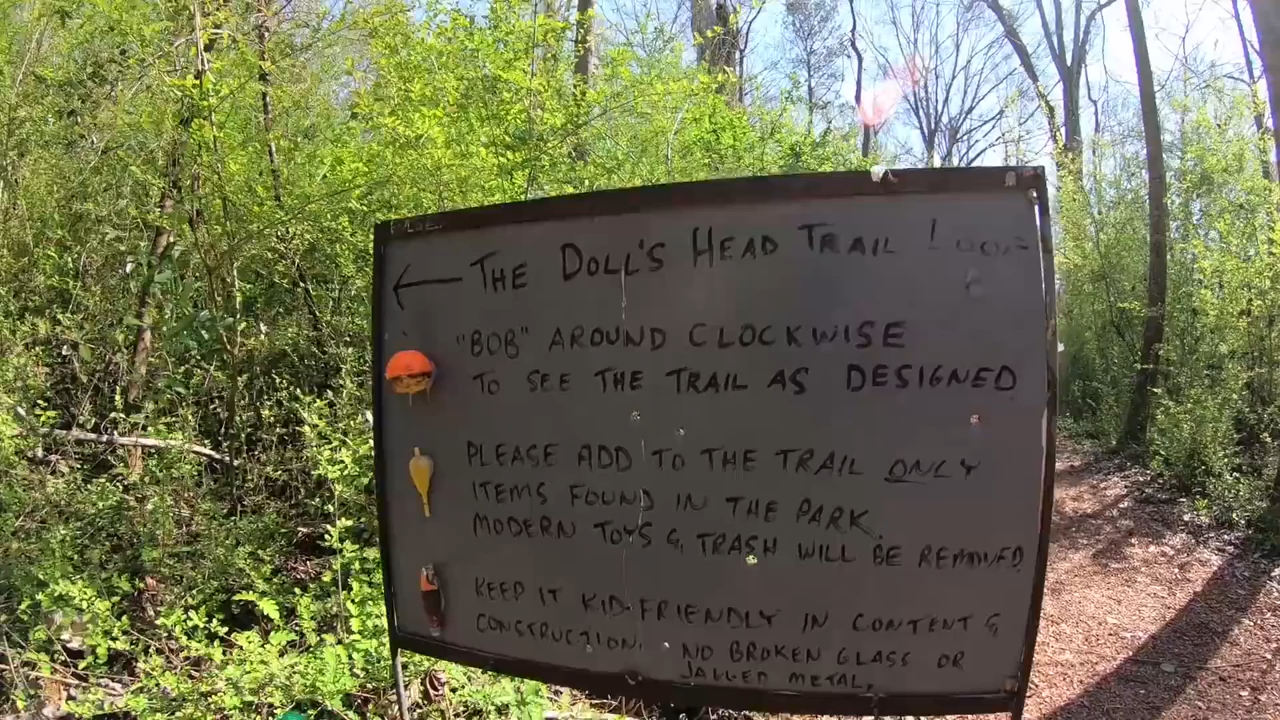 ← THE DOLL'S HEAD TRAIL LOOP
"BOB" AROUND CLOCKWISE
TO SEE THE TRAIL AS DESIGNED
PLEASE ADD TO THE TRAIL ONLY
ITEMS FOUND IN THE PARK.
MODERN TOYS & TRASH WILL BE REMOVED.
KEEP IT KID-FRIENDLY IN CONTENT &
CONSTRUCTION. NO BROKEN GLASS OR
JAGGED METAL.